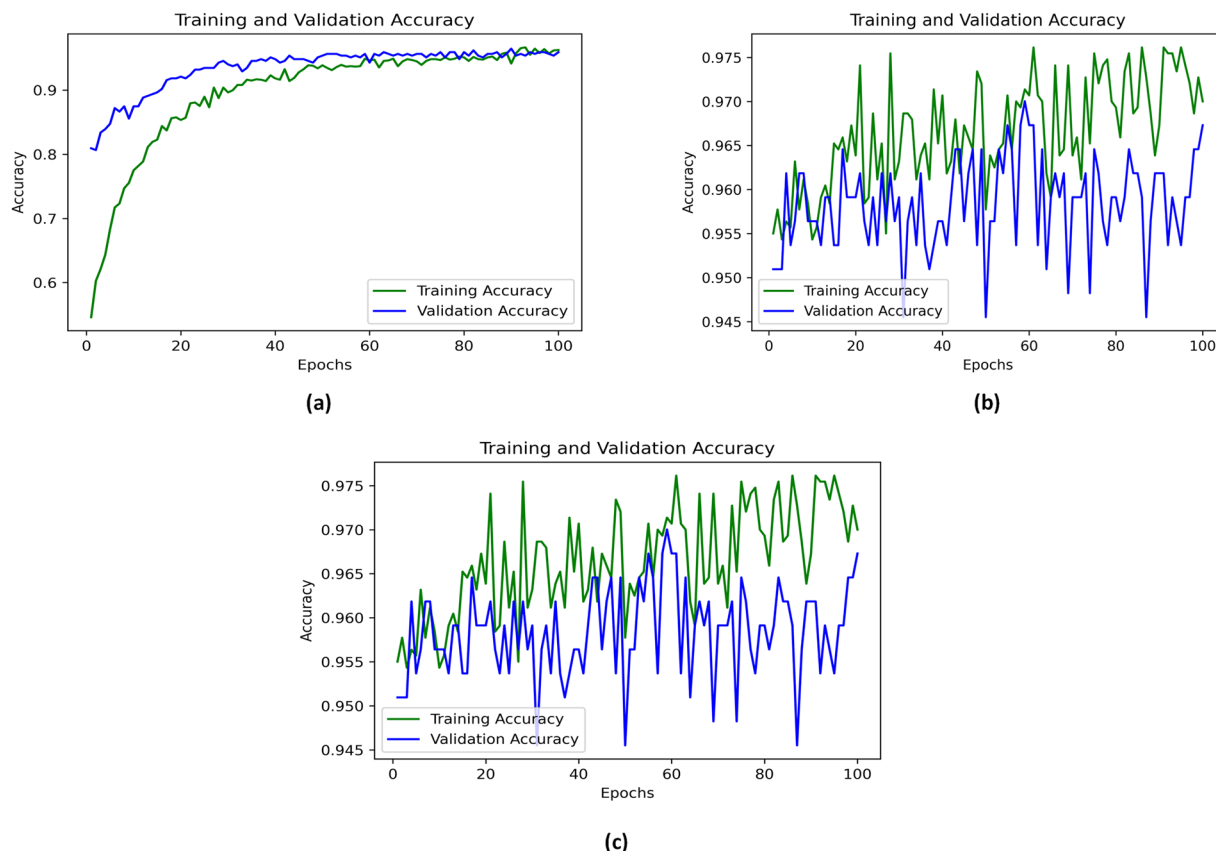 Training and Validation Accuracy
Accuracy
0.9
0.8
0.7
0.6
Training Accuracy
Validation Accuracy
0 20 40 60 80 100
Epochs
(a)
Training and Validation Accuracy
Accuracy
0.975
0.970
0.965
0.960
0.955
0.950
0.945
Training Accuracy
Validation Accuracy
0 20 40 60 80 100
Epochs
(b)
Training and Validation Accuracy
Accuracy
0.975
0.970
0.965
0.960
0.955
0.950
0.945
Training Accuracy
Validation Accuracy
0 20 40 60 80 100
Epochs
(c)